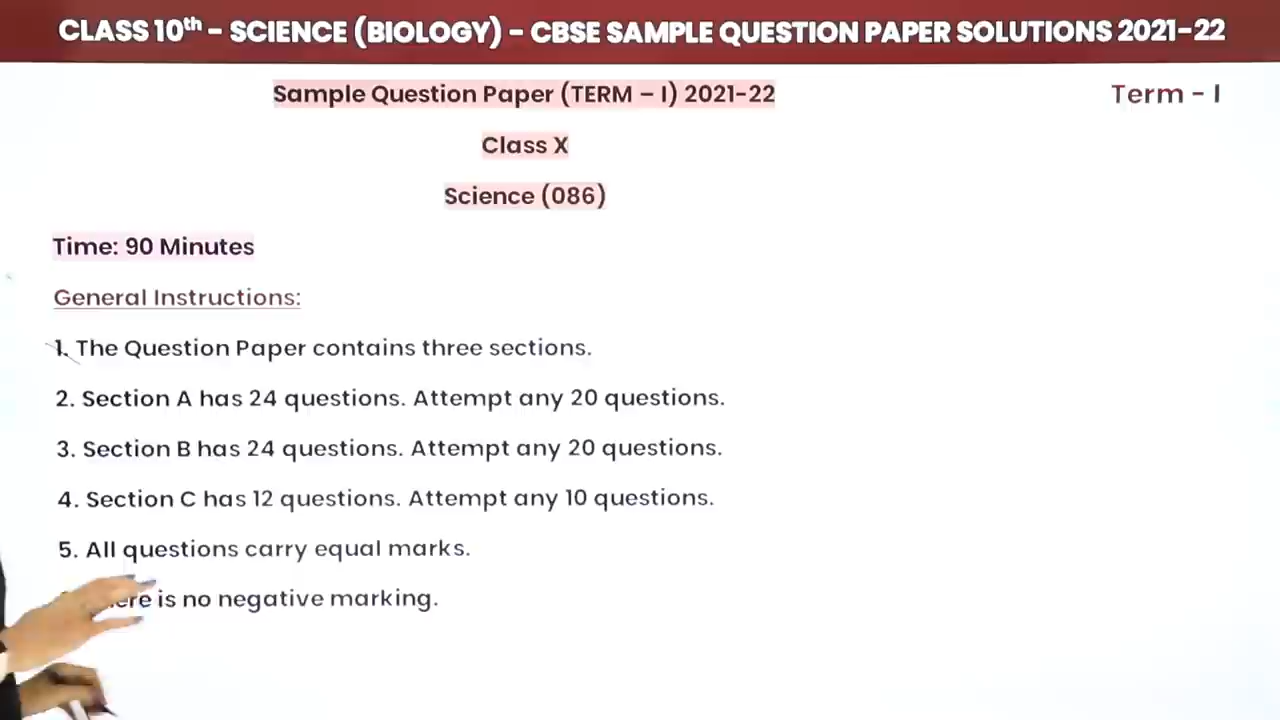 CLASS 10th – SCIENCE (BIOLOGY) – CBSE SAMPLE QUESTION PAPER SOLUTIONS 2021-22
Sample Question Paper (TERM – I) 2021-22
Term - I
Class X
Science (086)
Time: 90 Minutes
General Instructions:
1. The Question Paper contains three sections.
2. Section A has 24 questions. Attempt any 20 questions.
3. Section B has 24 questions. Attempt any 20 questions.
4. Section C has 12 questions. Attempt any 10 questions.
5. All questions carry equal marks.
is no negative marking.